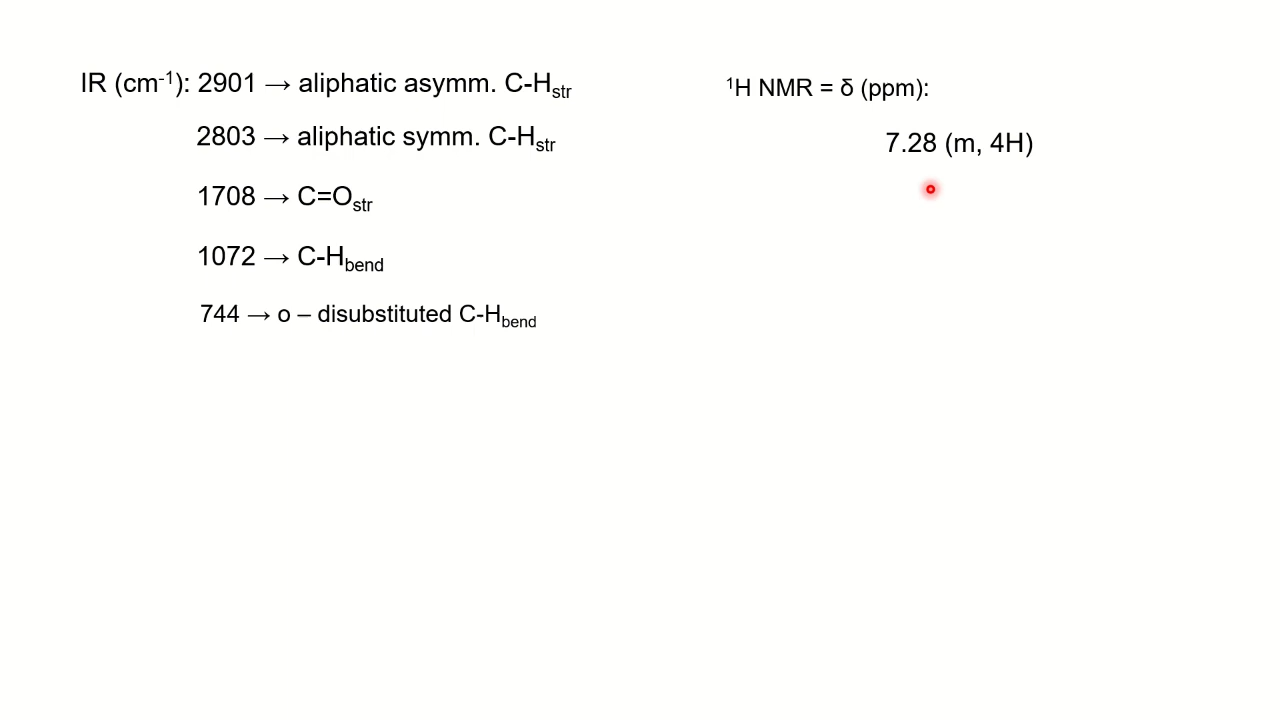 IR (cm⁻¹): 2901 → aliphatic asymm. C-Hstr
2803 → aliphatic symm. C-Hstr
1708 → C=Ostr
1072 → C-Hbend
744 → o – disubstituted C-Hbend
¹H NMR = δ (ppm):
7.28 (m, 4H)